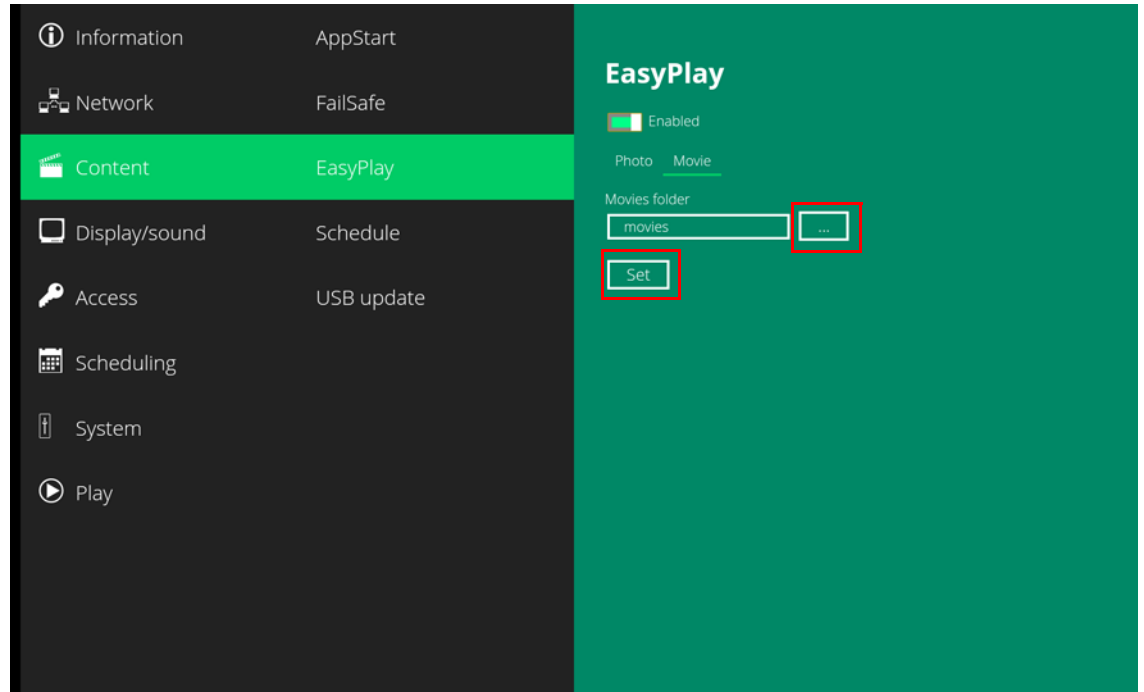 Information
Network
Content
Display/sound
Access
Scheduling
System
Play
AppStart
FailSafe
EasyPlay
Schedule
USB update
EasyPlay
Enabled
Photo Movie
Movies folder
movies ...
Set